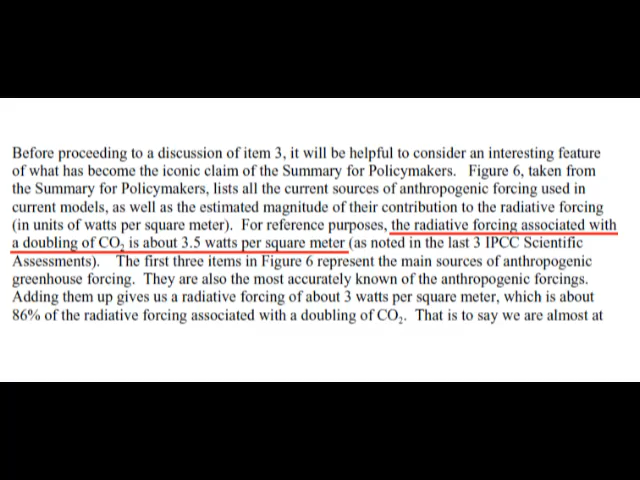 Before proceeding to a discussion of item 3, it will be helpful to consider an interesting feature
of what has become the iconic claim of the Summary for Policymakers. Figure 6, taken from
the Summary for Policymakers, lists all the current sources of anthropogenic forcing used in
current models, as well as the estimated magnitude of their contribution to the radiative forcing
(in units of watts per square meter). For reference purposes, the radiative forcing associated with
a doubling of CO₂ is about 3.5 watts per square meter (as noted in the last 3 IPCC Scientific
Assessments). The first three items in Figure 6 represent the main sources of anthropogenic
greenhouse forcing. They are also the most accurately known of the anthropogenic forcings.
Adding them up gives us a radiative forcing of about 3 watts per square meter, which is about
86% of the radiative forcing associated with a doubling of CO₂. That is to say we are almost at